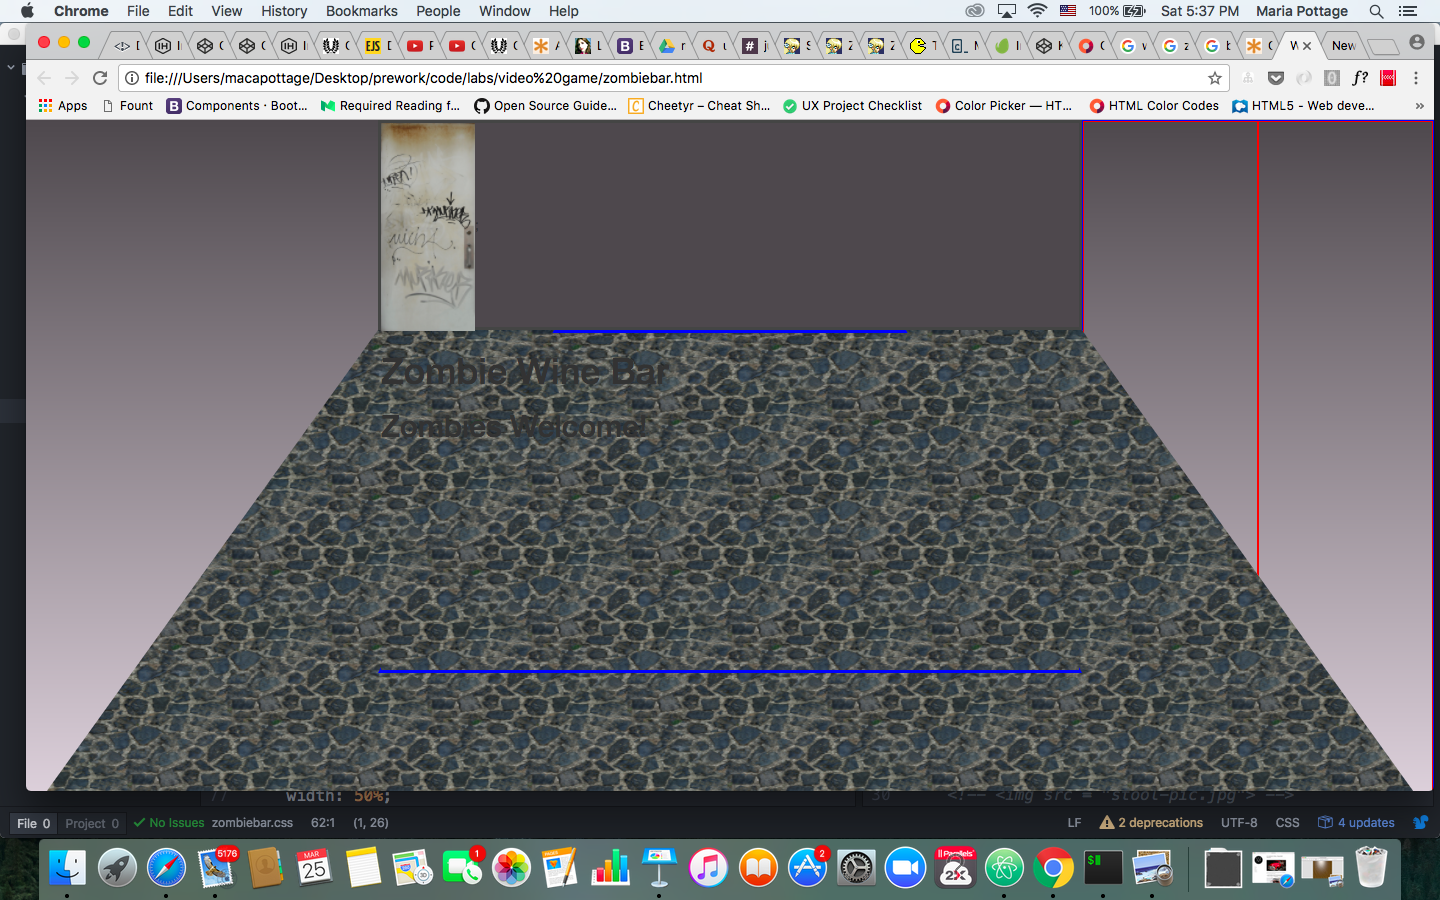 Chrome File Edit View History Bookmarks People Window Help 100% Sat 5:37 PM Maria Pottage
New
file:///Users/macapottage/Desktop/prework/code/labs/video%20game/zombiebar.html
Apps Fount Components · Boot... Required Reading f... Open Source Guide... Cheetyr – Cheat Sh... UX Project Checklist Color Picker — HT... HTML Color Codes HTML5 - Web deve... »
Zombie Wine Bar
Zombies Welcome!
77 width: 50%; 30 <!-- <img src = "stool-pic.jpg"> -->
File 0 Project 0 No Issues zombiebar.css 62:1 (1, 26) LF 2 deprecations UTF-8 CSS 4 updates
5176 MAR 25 1 2 Parallels 2X